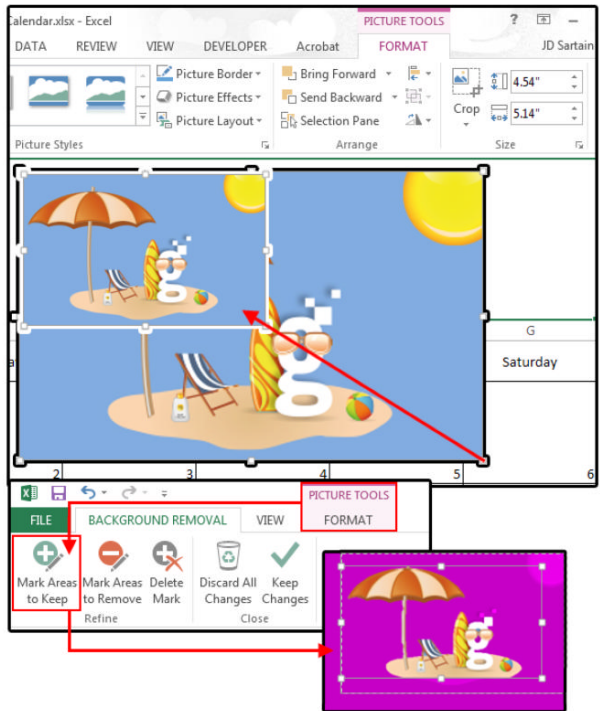 Calendar.xlsx - Excel
PICTURE TOOLS
?
DATA REVIEW VIEW DEVELOPER Acrobat FORMAT JD Sartain
Picture Border
Bring Forward
4.54"
Picture Effects
Send Backward
Crop
5.14"
Picture Layout
Selection Pane
Picture Styles
Arrange
Size
g
g
G
Saturday
2 3 4 5 6
PICTURE TOOLS
FILE BACKGROUND REMOVAL VIEW FORMAT
Mark Areas Mark Areas Delete Discard All Keep
to Keep to Remove Mark Changes Changes
Refine Close
g